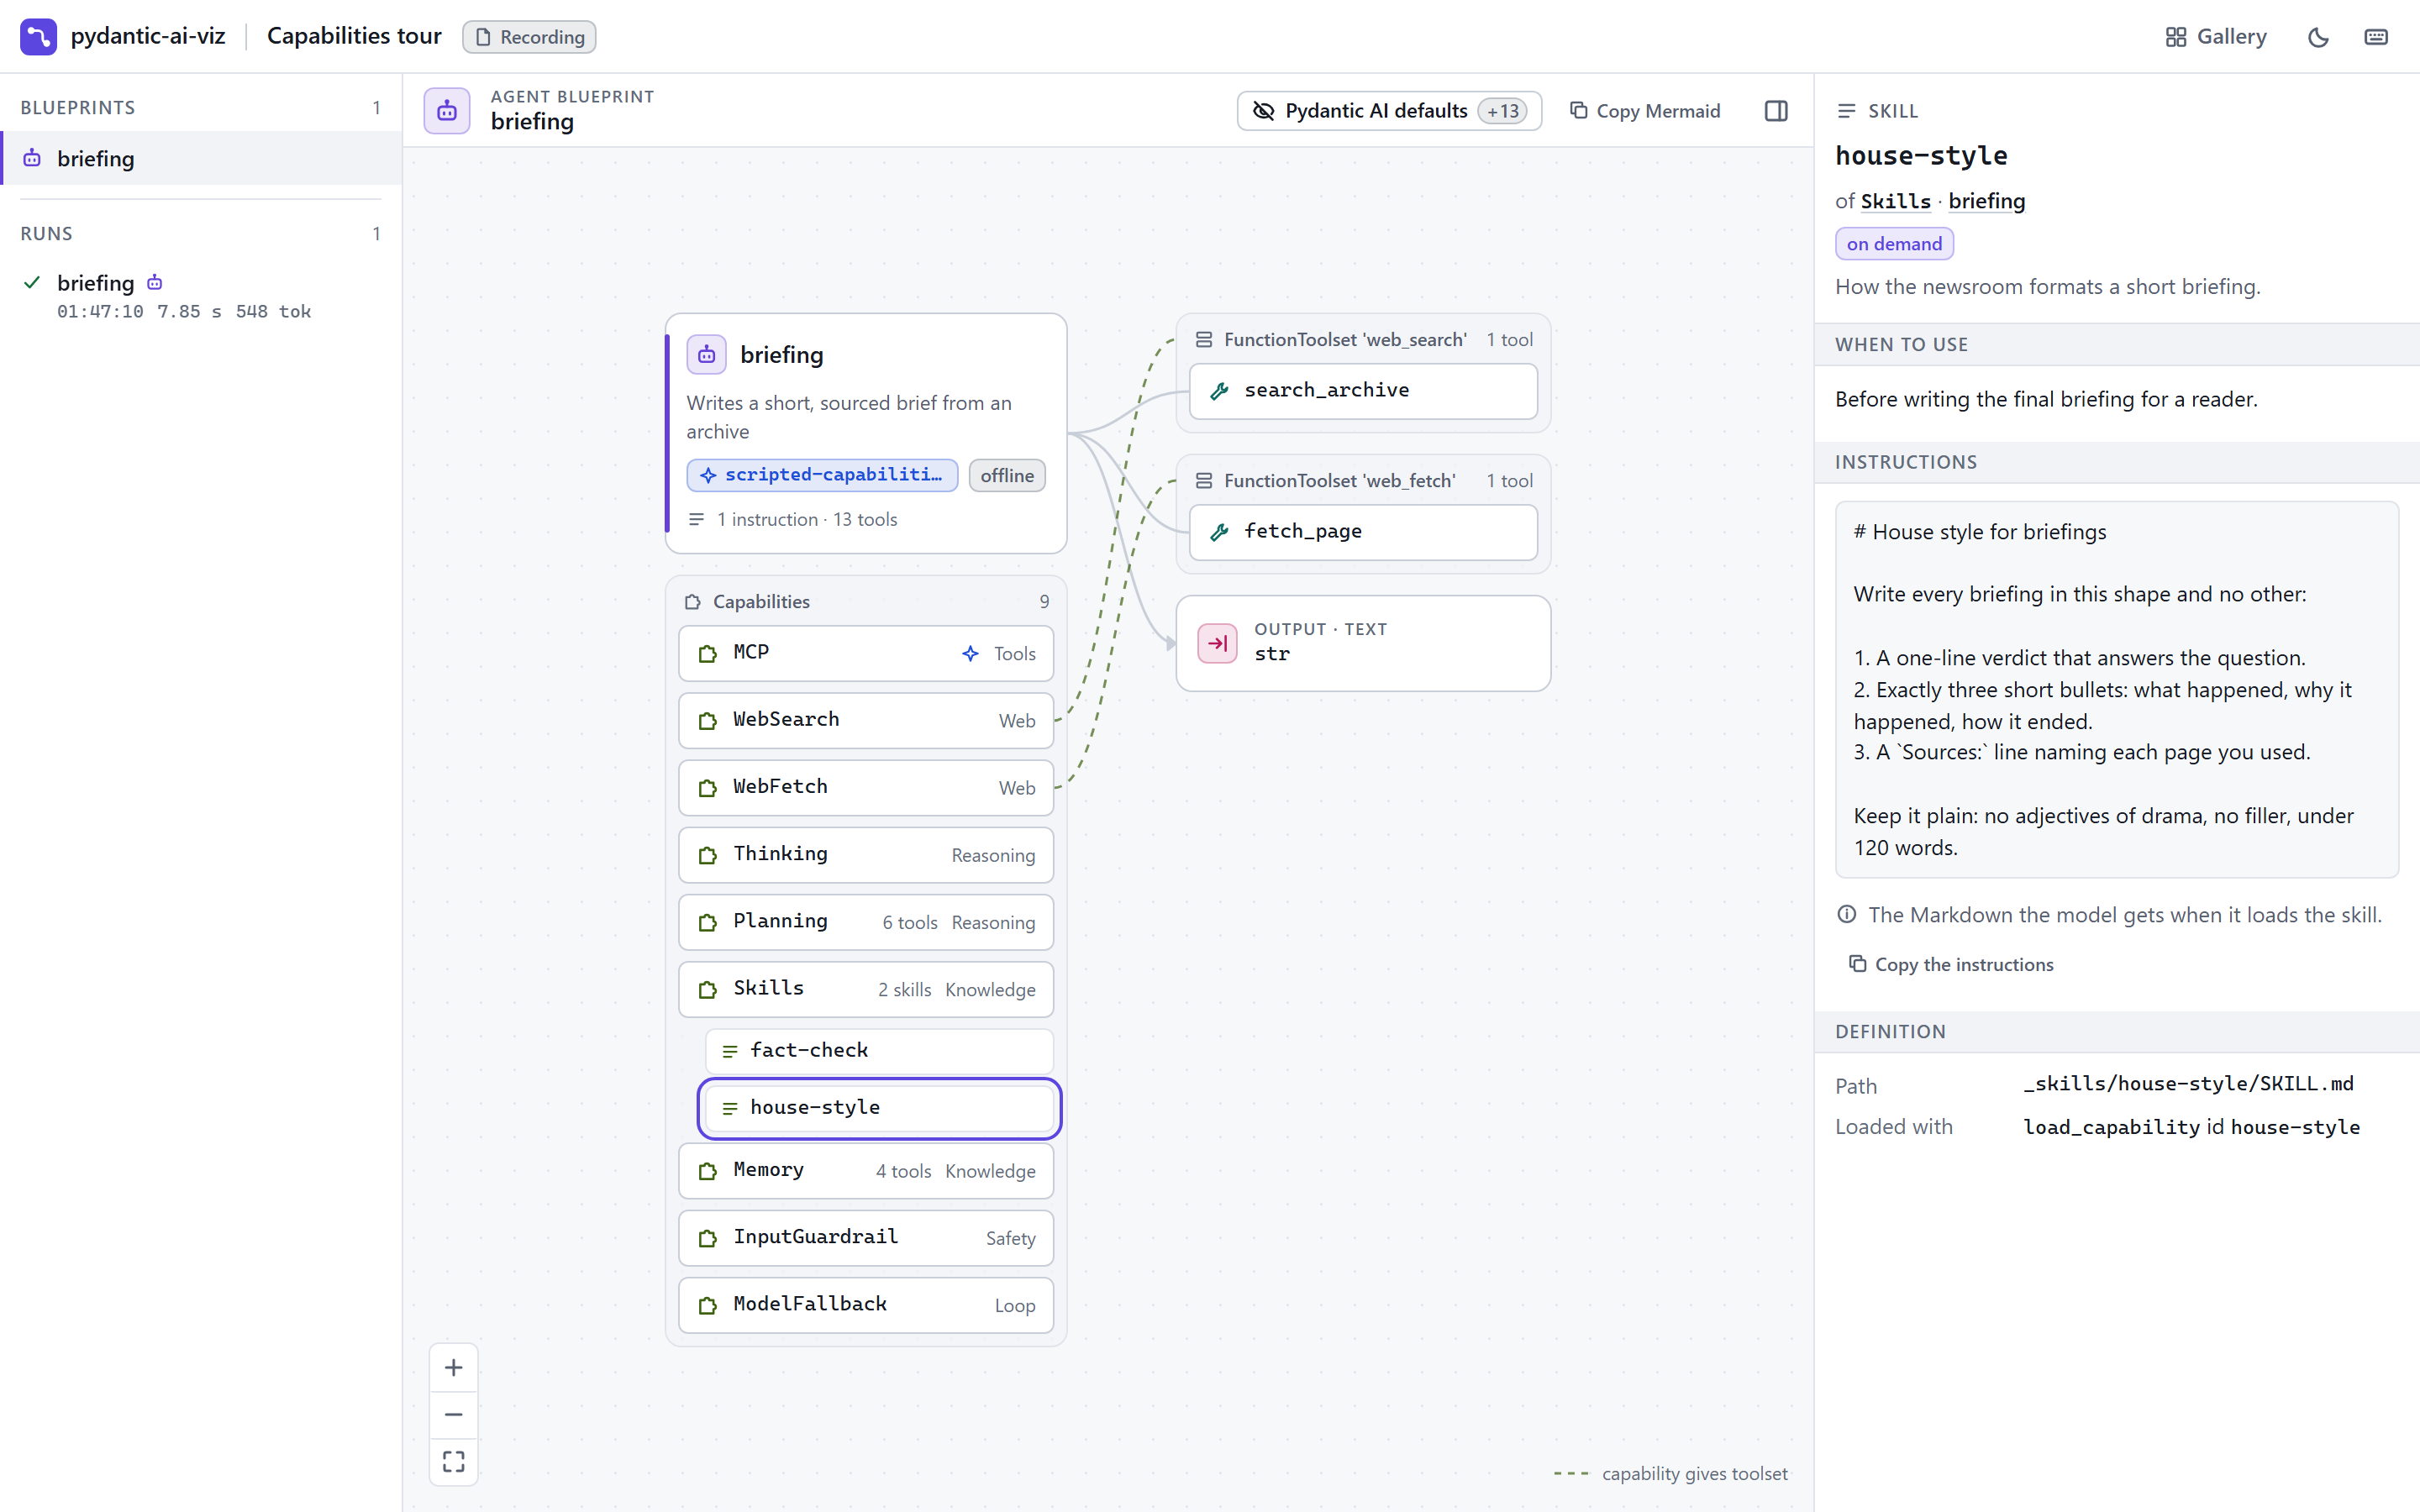 pydantic-ai-viz
Capabilities tour
Recording
Gallery
BLUEPRINTS 1
briefing
RUNS 1
briefing
01:47:10 7.85 s 548 tok
AGENT BLUEPRINT
briefing
Pydantic AI defaults +13
Copy Mermaid
briefing
Writes a short, sourced brief from an
archive
scripted-capabiliti…
offline
1 instruction · 13 tools
Capabilities 9
MCP Tools
WebSearch Web
WebFetch Web
Thinking Reasoning
Planning 6 tools Reasoning
Skills 2 skills Knowledge
fact-check
house-style
Memory 4 tools Knowledge
InputGuardrail Safety
ModelFallback Loop
FunctionToolset 'web_search' 1 tool
search_archive
FunctionToolset 'web_fetch' 1 tool
fetch_page
OUTPUT · TEXT
str
capability gives toolset
SKILL
house-style
of Skills · briefing
on demand
How the newsroom formats a short briefing.
WHEN TO USE
Before writing the final briefing for a reader.
INSTRUCTIONS
# House style for briefings
Write every briefing in this shape and no other:
1. A one-line verdict that answers the question.
2. Exactly three short bullets: what happened, why it
happened, how it ended.
3. A `Sources:` line naming each page you used.
Keep it plain: no adjectives of drama, no filler, under
120 words.
The Markdown the model gets when it loads the skill.
Copy the instructions
DEFINITION
Path _skills/house-style/SKILL.md
Loaded with load_capability id house-style